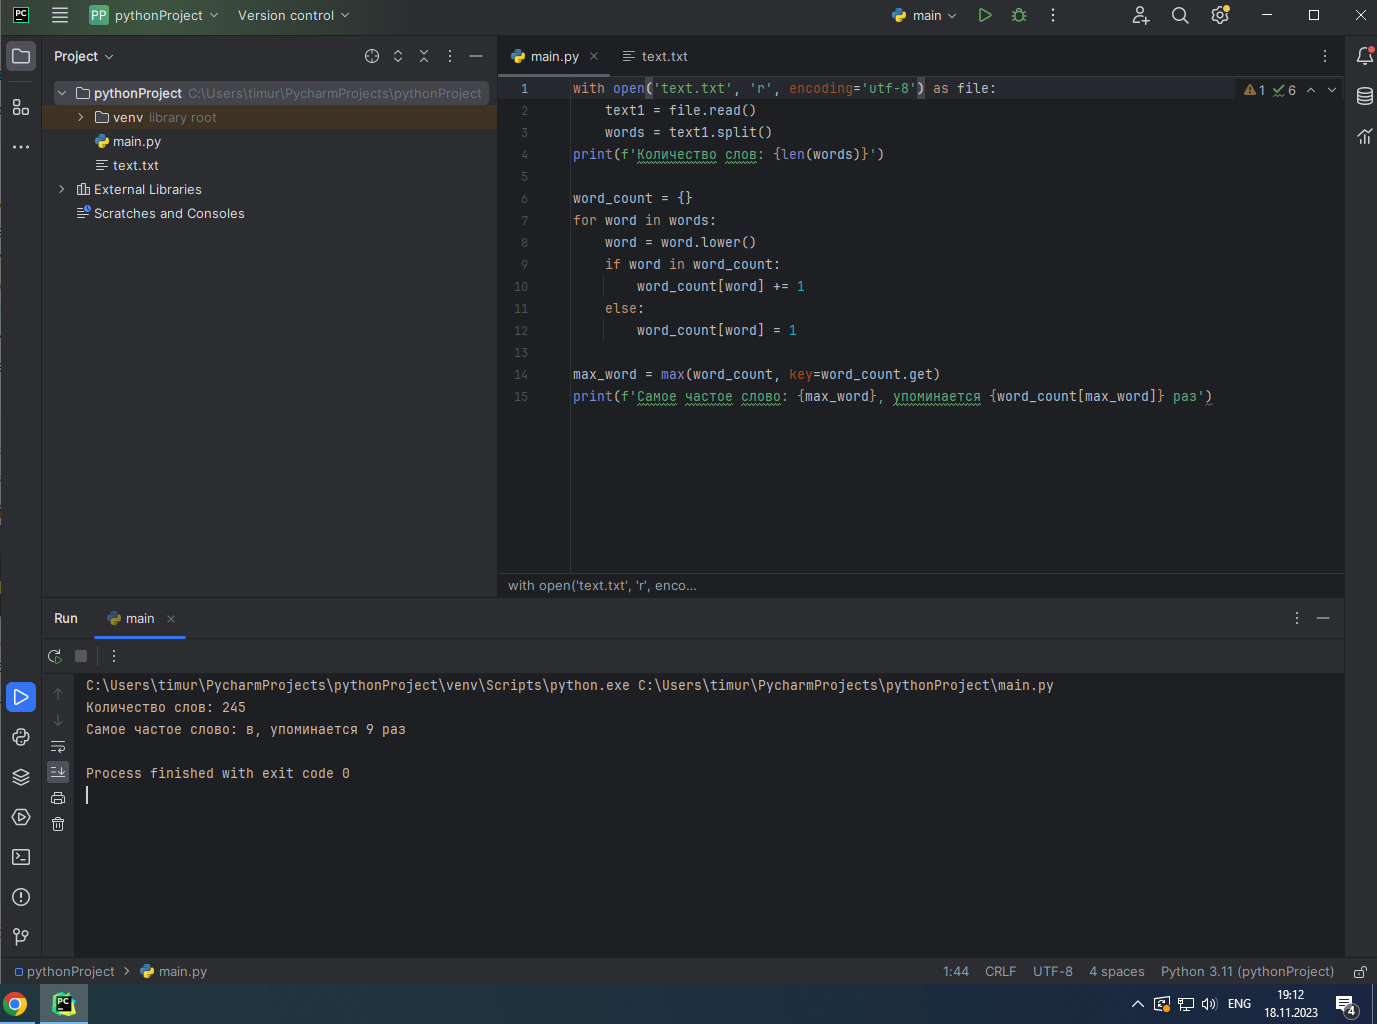 PC
PP pythonProject Version control main
Project
pythonProject C:\Users\timur\PycharmProjects\pythonProject
venv library root
main.py
text.txt
External Libraries
Scratches and Consoles
main.py text.txt
1 with open('text.txt', 'r', encoding='utf-8') as file: 1 6
2 text1 = file.read()
3 words = text1.split()
4 print(f'Количество слов: {len(words)}')
5
6 word_count = {}
7 for word in words:
8 word = word.lower()
9 if word in word_count:
10 word_count[word] += 1
11 else:
12 word_count[word] = 1
13
14 max_word = max(word_count, key=word_count.get)
15 print(f'Самое частое слово: {max_word}, упоминается {word_count[max_word]} раз')
with open('text.txt', 'r', enco...
Run main
C:\Users\timur\PycharmProjects\pythonProject\venv\Scripts\python.exe C:\Users\timur\PycharmProjects\pythonProject\main.py
Количество слов: 245
Самое частое слово: в, упоминается 9 раз
Process finished with exit code 0
pythonProject main.py 1:44 CRLF UTF-8 4 spaces Python 3.11 (pythonProject)
PC ENG 19:12
18.11.2023 4